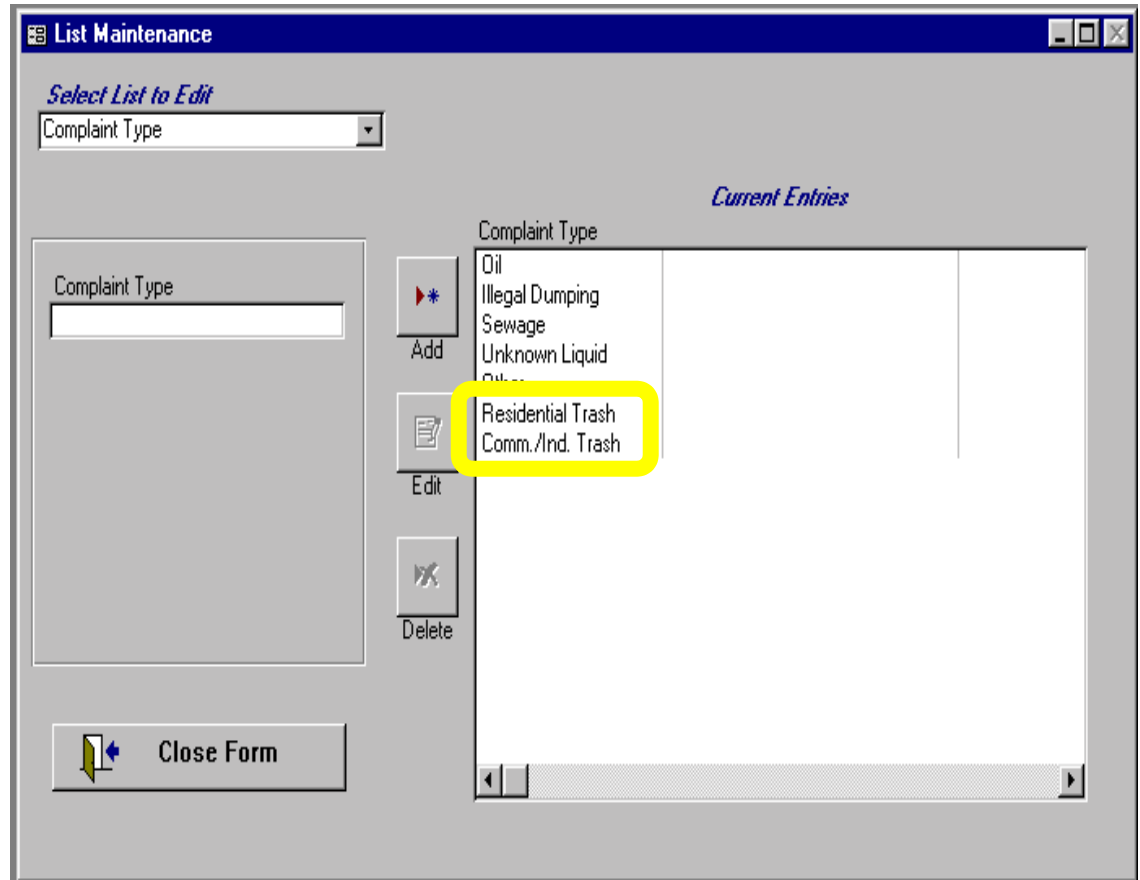 List Maintenance
Select List to Edit
Complaint Type
Current Entries
Complaint Type
Complaint Type
Oil
Illegal Dumping
Sewage
Unknown Liquid
Other
Residential Trash
Comm./Ind. Trash
Add
Edit
Delete
Close Form